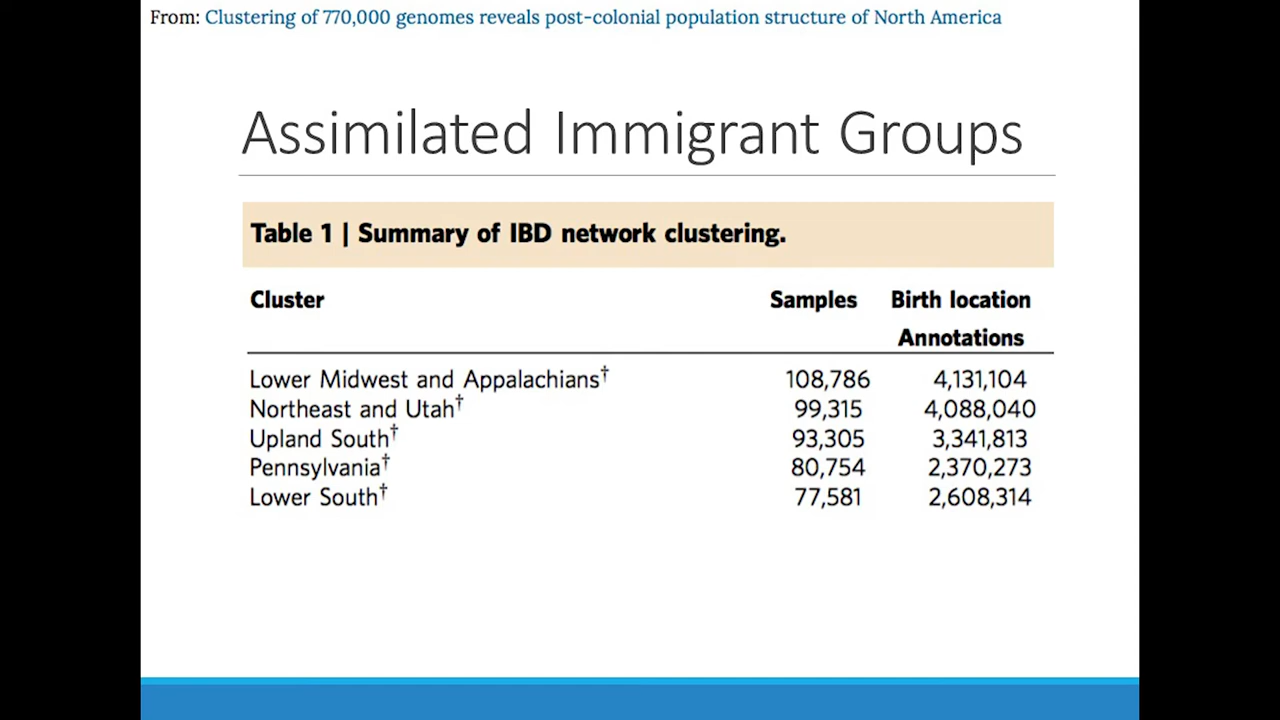 From: Clustering of 770,000 genomes reveals post-colonial population structure of North America
Assimilated Immigrant Groups
Table 1 | Summary of IBD network clustering.
Cluster Samples Birth location
Annotations
Lower Midwest and Appalachians† 108,786 4,131,104
Northeast and Utah† 99,315 4,088,040
Upland South† 93,305 3,341,813
Pennsylvania† 80,754 2,370,273
Lower South† 77,581 2,608,314